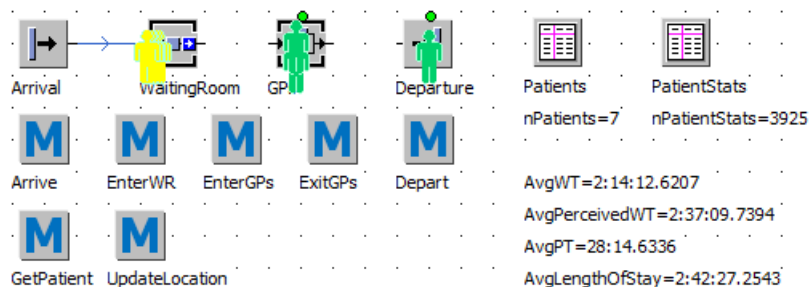 Arrival WaitingRoom GP Departure Patients PatientStats
nPatients=7 nPatientStats=3925
M M M M
Arrive EnterWR EnterGPs ExitGPs Depart AvgWT=2:14:12.6207
AvgPerceivedWT=2:37:09.7394
M M
AvgPT=28:14.6336
GetPatient UpdateLocation AvgLengthOfStay=2:42:27.2543